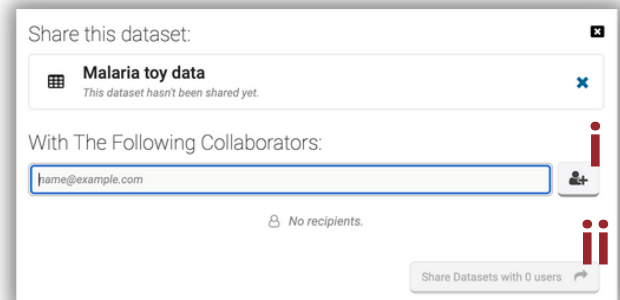 Share this dataset:
Malaria toy data
This dataset hasn't been shared yet.
With The Following Collaborators:
i
name@example.com
No recipients.
ii
Share Datasets with 0 users